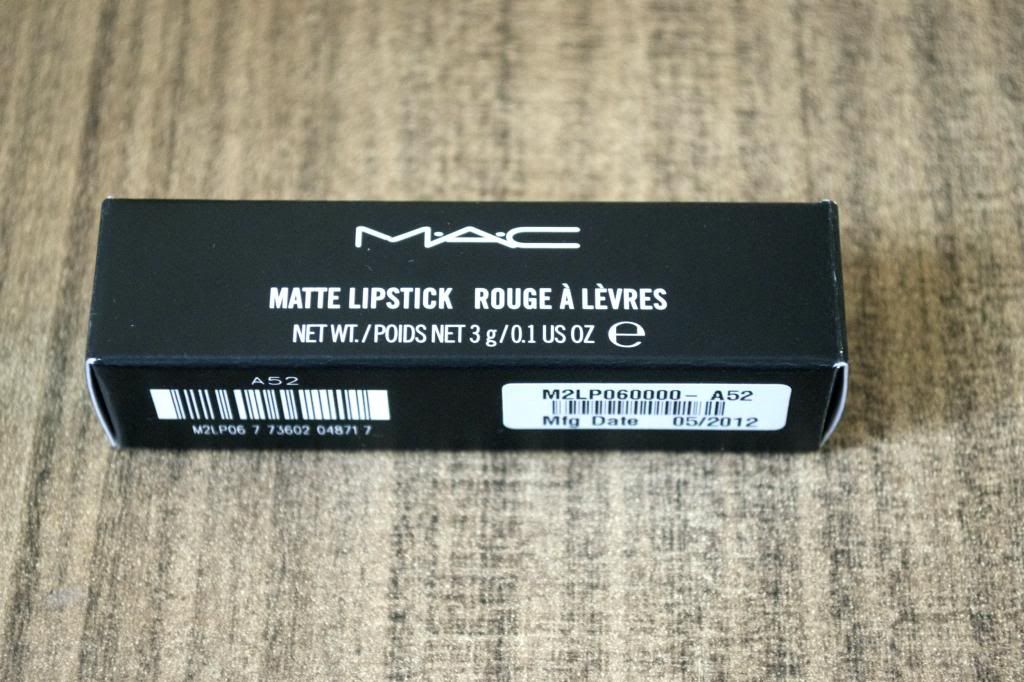 M·A·C
MATTE LIPSTICK ROUGE À LÈVRES
NET WT./POIDS NET 3 g/0.1 US OZ ℮
A52
M2LP06 7 73602 04871 7
M2LP060000- A52
Mfg Date 05/2012